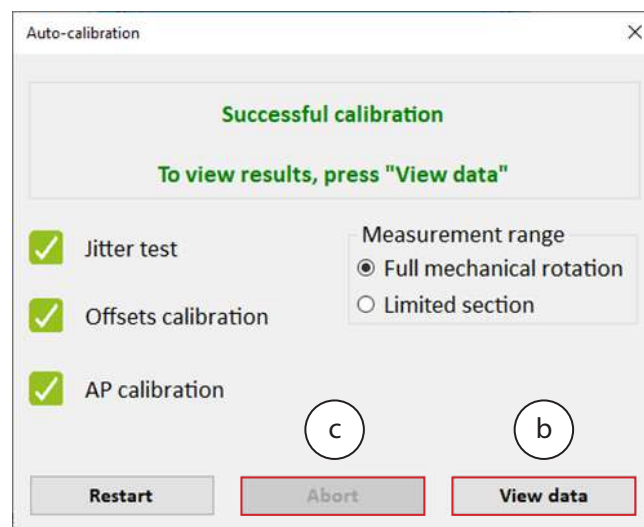 Auto-calibration
Successful calibration
To view results, press "View data"
Jitter test
Offsets calibration
AP calibration
Measurement range
Full mechanical rotation
Limited section
c
b
Restart
Abort
View data